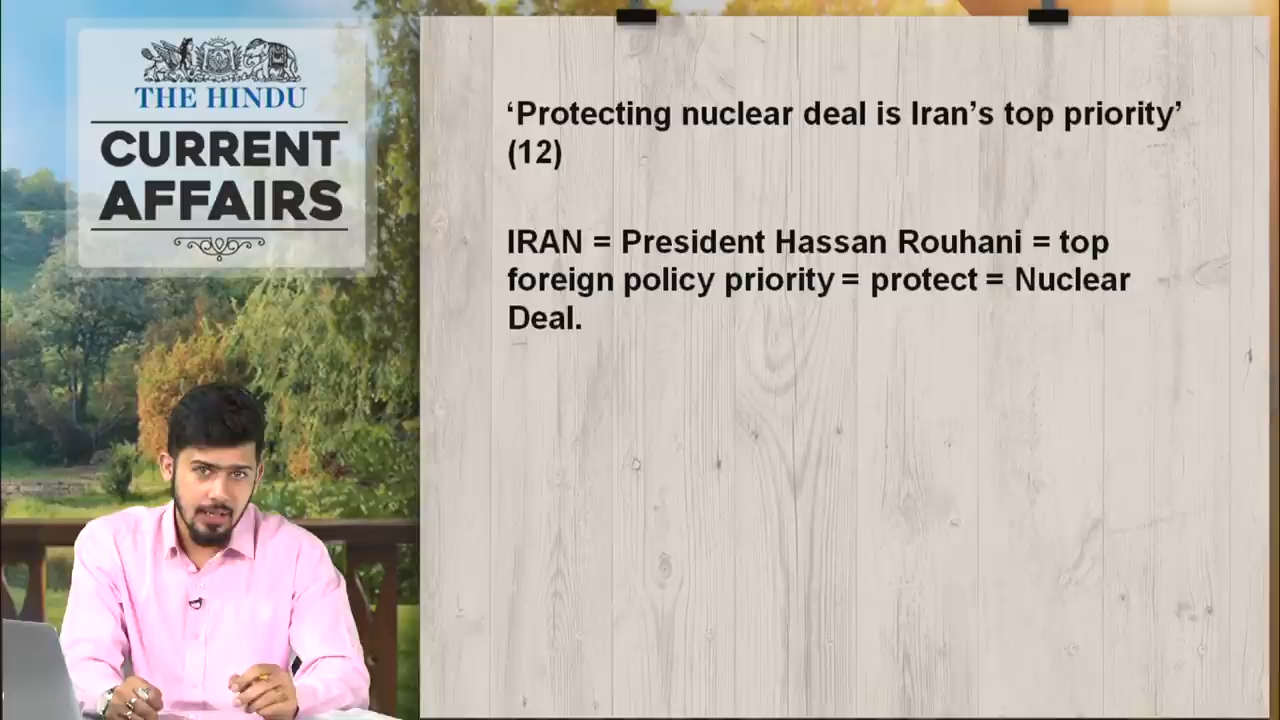 THE HINDU
CURRENT
AFFAIRS
‘Protecting nuclear deal is Iran’s top priority’
(12)
IRAN = President Hassan Rouhani = top
foreign policy priority = protect = Nuclear
Deal.